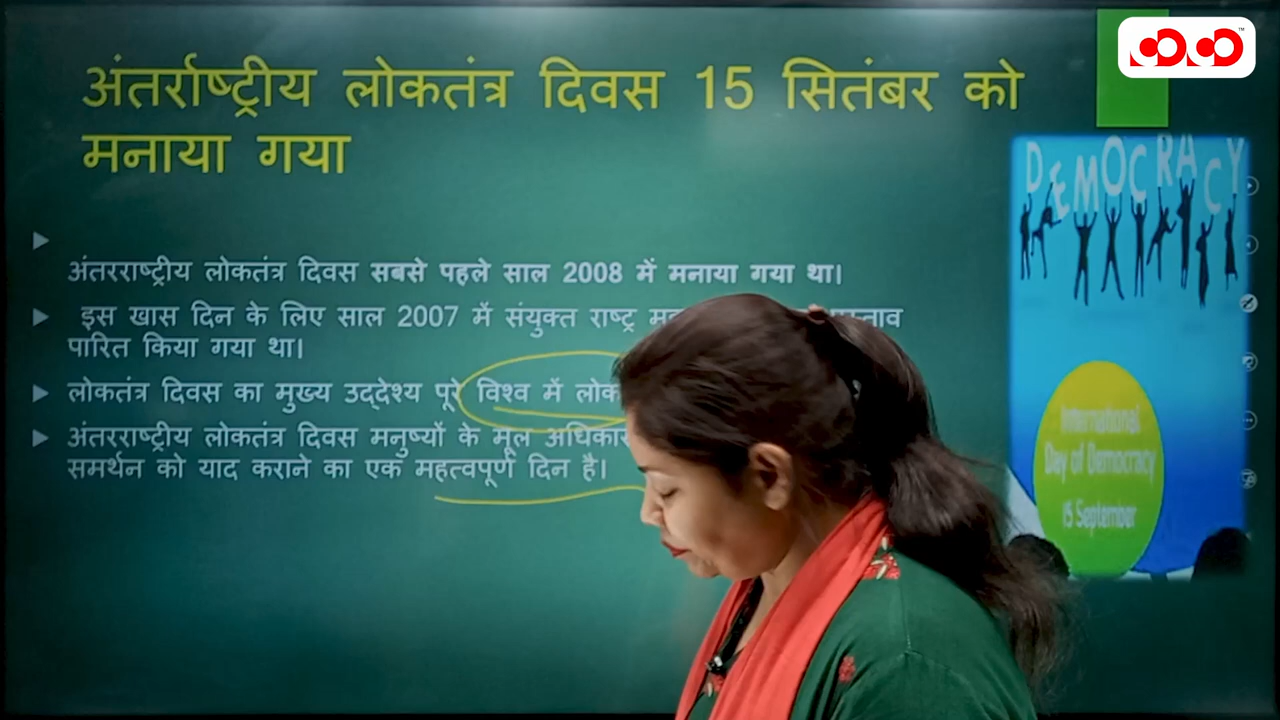 अंतर्राष्ट्रीय लोकतंत्र दिवस 15 सितंबर को
मनाया गया
अंतरराष्ट्रीय लोकतंत्र दिवस सबसे पहले साल 2008 में मनाया गया था।
इस खास दिन के लिए साल 2007 में संयुक्त राष्ट्र
पारित किया गया था।
लोकतंत्र दिवस का मुख्य उद्देश्य पूरे विश्व में
अंतरराष्ट्रीय लोकतंत्र दिवस मनुष्यों के मूल
समर्थन को याद कराने का एक महत्वपूर्ण दिन है।
DEMOCRACY
International
Day of Democracy
15 September